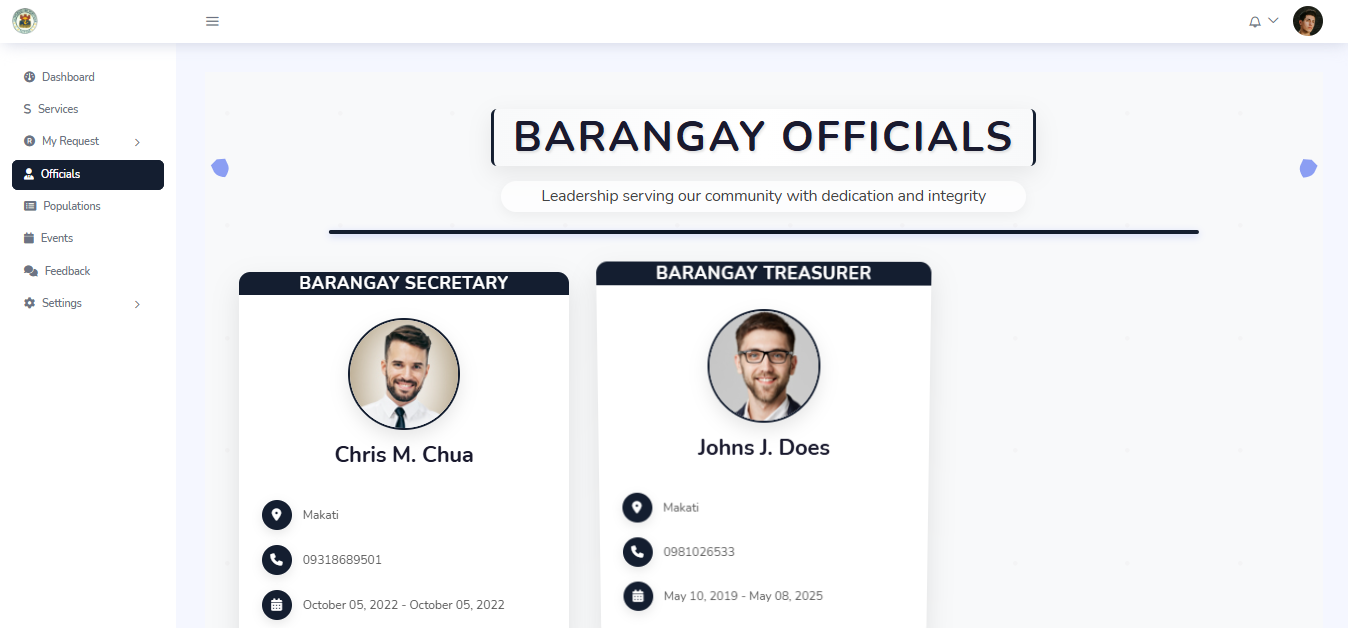 Dashboard
S Services
R My Request
Officials
Populations
Events
Feedback
Settings
BARANGAY OFFICIALS
Leadership serving our community with dedication and integrity
BARANGAY SECRETARY
Chris M. Chua
Makati
09318689501
October 05, 2022 - October 05, 2022
BARANGAY TREASURER
Johns J. Does
Makati
0981026533
May 10, 2019 - May 08, 2025